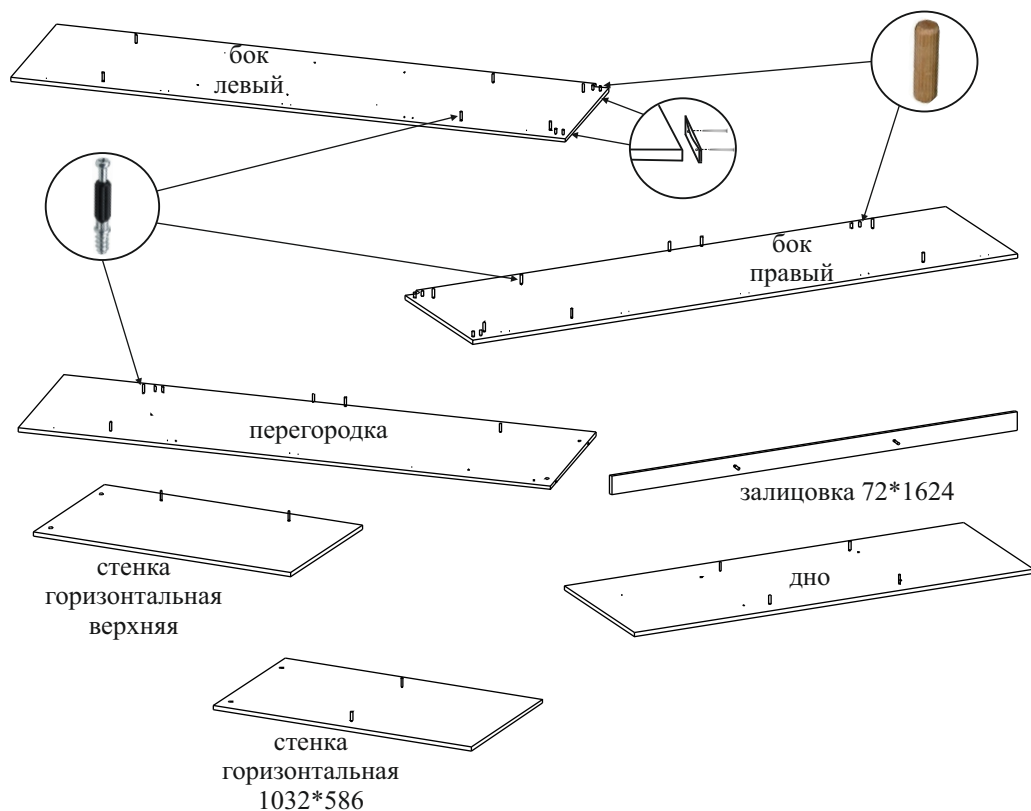 бок
левый
бок
правый
перегородка
залицовка 72*1624
стенка
горизонтальная
верхняя
дно
стенка
горизонтальная
1032*586